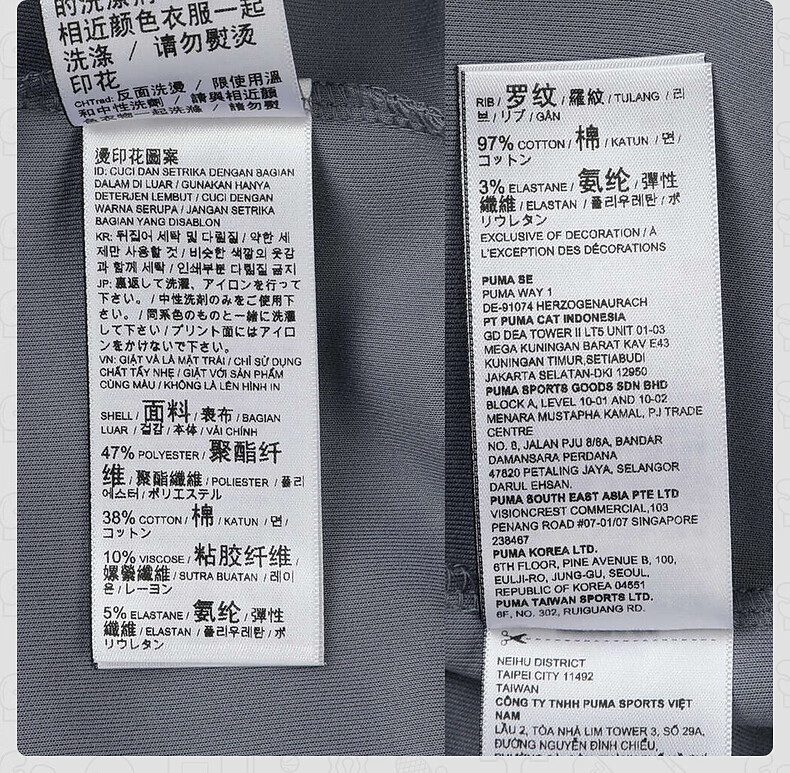 相近颜色衣服一起
洗涤 / 请勿熨烫
印花
CHTrad: 反面洗燙 / 限使用溫
和中性洗劑 / 請與相近顏
色衣物一起洗滌 / 請勿熨
燙印花圖案
ID: CUCI DAN SETRIKA DENGAN BAGIAN
DALAM DI LUAR / GUNAKAN HANYA
DETERJEN LEMBUT / CUCI DENGAN
WARNA SERUPA / JANGAN SETRIKA
BAGIAN YANG DISABLON
KR: 뒤집어 세탁 및 다림질 / 약한 세
제만 사용할 것 / 비슷한 색깔의 옷감
과 함께 세탁 / 인쇄부분 다림질 금지
JP: 裏返して洗濯、アイロンを行って
下さい。/ 中性洗剤のみをご使用下
さい。/ 同系色のものと一緒に洗濯
して下さい / プリント面にはアイロ
ンをかけないで下さい。
VN: GIẶT VÀ LÀ MẶT TRÁI / CHỈ SỬ DỤNG
CHẤT TẨY NHẸ / GIẶT VỚI SẢN PHẨM
CÙNG MÀU / KHÔNG LÀ LÊN HÌNH IN
SHELL / 面料 / 表布 / BAGIAN
LUAR / 겉감 / 本体 / VẢI CHÍNH
47% POLYESTER / 聚酯纤
维 / 聚酯纖維 / POLIESTER / 폴리
에스터 / ポリエステル
38% COTTON / 棉 / KATUN / 면 /
コットン
10% VISCOSE / 粘胶纤维 /
嫘縈纖維 / SUTRA BUATAN / 레이
온 / レーヨン
5% ELASTANE / 氨纶 / 彈性
纖維 / ELASTAN / 폴리우레탄 / ポ
リウレタン
RIB / 罗纹 / 羅紋 / TULANG / 리
브 / リブ / GÂN
97% COTTON / 棉 / KATUN / 면 /
コットン
3% ELASTANE / 氨纶 / 彈性
纖維 / ELASTAN / 폴리우레탄 / ポ
リウレタン
EXCLUSIVE OF DECORATION / À
L'EXCEPTION DES DÉCORATIONS
PUMA SE
PUMA WAY 1
DE-91074 HERZOGENAURACH
PT PUMA CAT INDONESIA
GD DEA TOWER II LT5 UNIT 01-03
MEGA KUNINGAN BARAT KAV E43
KUNINGAN TIMUR,SETIABUDI
JAKARTA SELATAN-DKI 12950
PUMA SPORTS GOODS SDN BHD
BLOCK A, LEVEL 10-01 AND 10-02
MENARA MUSTAPHA KAMAL, PJ TRADE
CENTRE
NO. 8, JALAN PJU 8/8A, BANDAR
DAMANSARA PERDANA
47820 PETALING JAYA, SELANGOR
DARUL EHSAN.
PUMA SOUTH EAST ASIA PTE LTD
VISIONCREST COMMERCIAL,103
PENANG ROAD #07-01/07 SINGAPORE
238467
PUMA KOREA LTD.
6TH FLOOR, PINE AVENUE B, 100,
EULJI-RO, JUNG-GU, SEOUL,
REPUBLIC OF KOREA 04551
PUMA TAIWAN SPORTS LTD.
6F, NO. 302, RUIGUANG RD.
NEIHU DISTRICT
TAIPEI CITY 11492
TAIWAN
CÔNG TY TNHH PUMA SPORTS VIỆT
NAM
LẦU 2, TÒA NHÀ LIM TOWER 3, SỐ 29A,
ĐƯỜNG NGUYỄN ĐÌNH CHIỂU,